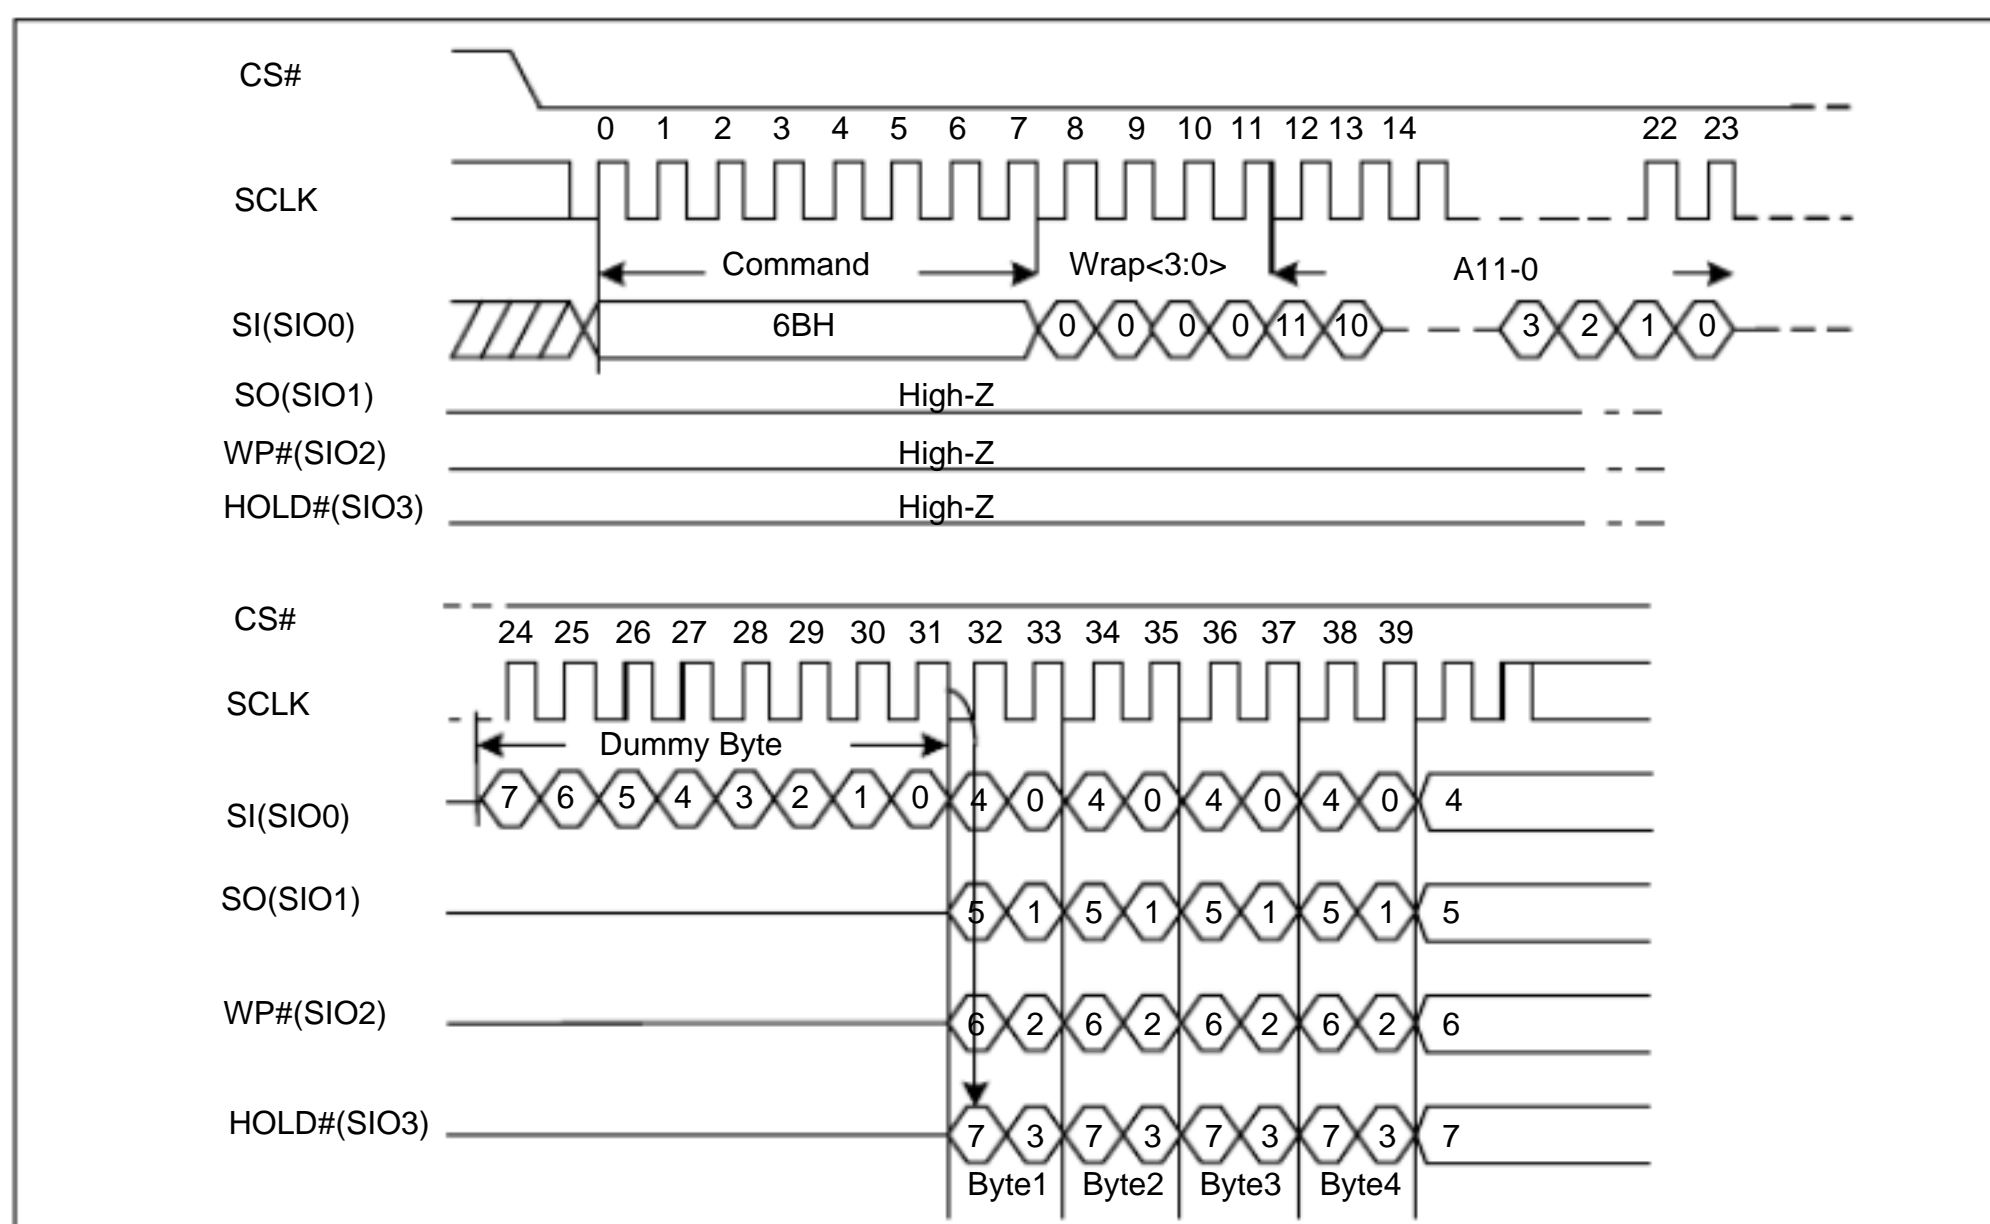 CS#
0 1 2 3 4 5 6 7 8 9 10 11 12 13 14 22 23
SCLK
Command Wrap<3:0> A11-0
SI(SIO0) 6BH 0 0 0 0 11 10 3 2 1 0
SO(SIO1) High-Z
WP#(SIO2) High-Z
HOLD#(SIO3) High-Z
CS#
24 25 26 27 28 29 30 31 32 33 34 35 36 37 38 39
SCLK
Dummy Byte
SI(SIO0) 7 6 5 4 3 2 1 0 4 0 4 0 4 0 4 0 4
SO(SIO1) 5 1 5 1 5 1 5 1 5
WP#(SIO2) 6 2 6 2 6 2 6 2 6
HOLD#(SIO3) 7 3 7 3 7 3 7 3 7
Byte1 Byte2 Byte3 Byte4